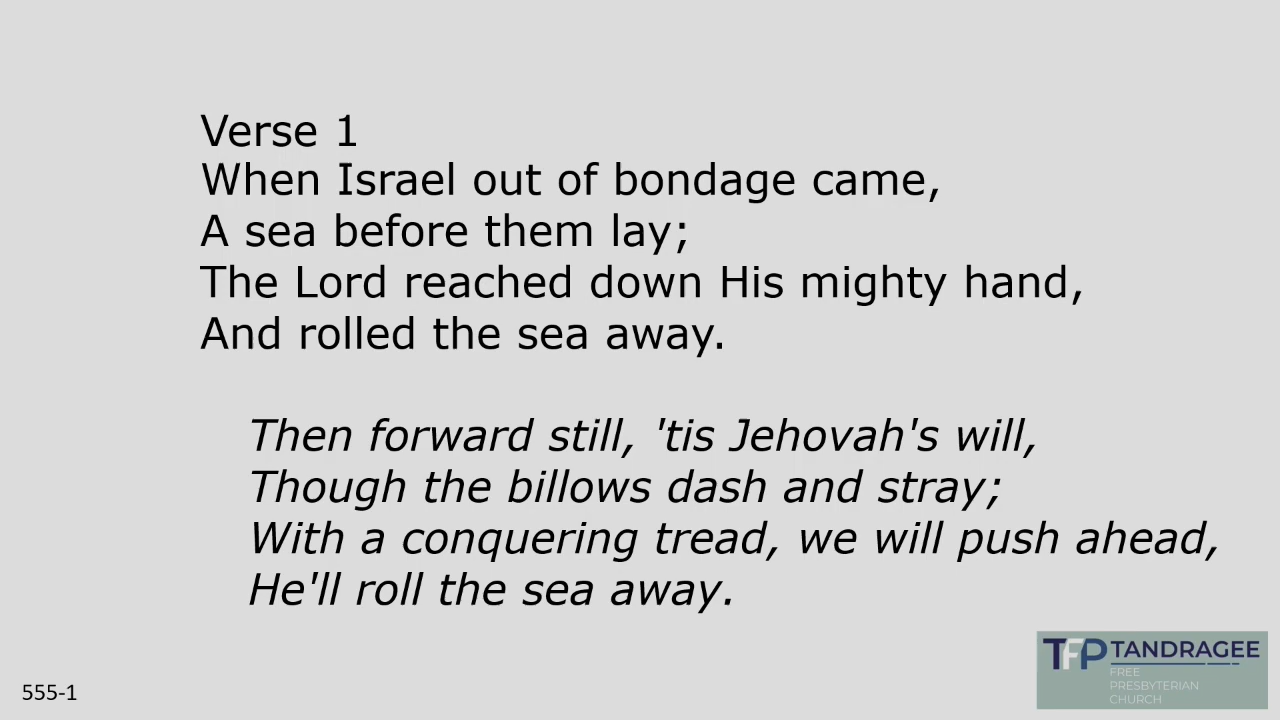 Verse 1
When Israel out of bondage came,
A sea before them lay;
The Lord reached down His mighty hand,
And rolled the sea away.
Then forward still, 'tis Jehovah's will,
Though the billows dash and stray;
With a conquering tread, we will push ahead,
He'll roll the sea away.
555-1
TFP TANDRAGEE
FREE
PRESBYTERIAN
CHURCH